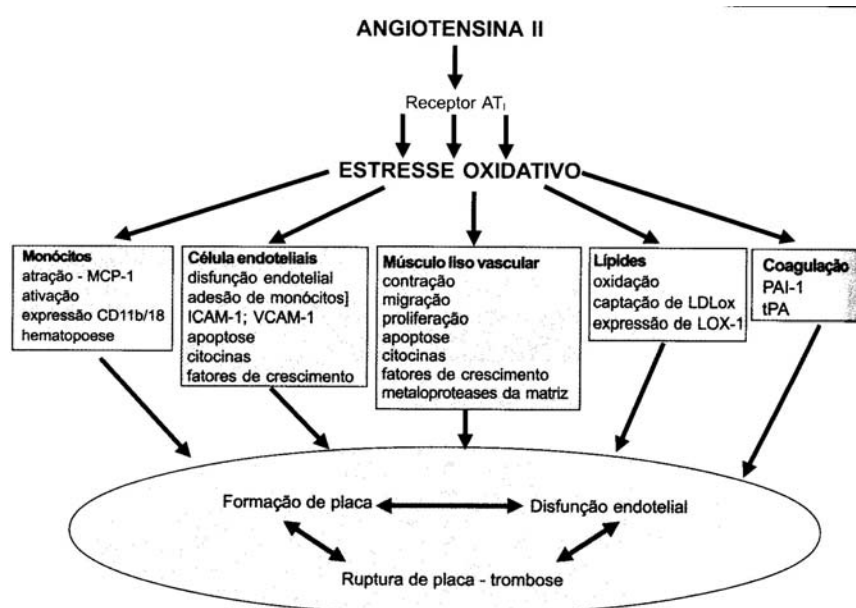 ANGIOTENSINA II
Receptor AT₁
ESTRESSE OXIDATIVO
Monócitos
atração - MCP-1
ativação
expressão CD11b/18
hematopoese
Célula endoteliais
disfunção endotelial
adesão de monócitos]
ICAM-1; VCAM-1
apoptose
citocinas
fatores de crescimento
Músculo liso vascular
contração
migração
proliferação
apoptose
citocinas
fatores de crescimento
metaloproteases da matriz
Lípides
oxidação
captação de LDLox
expressão de LOX-1
Coagulação
PAI-1
tPA
Formação de placa
Disfunção endotelial
Ruptura de placa - trombose